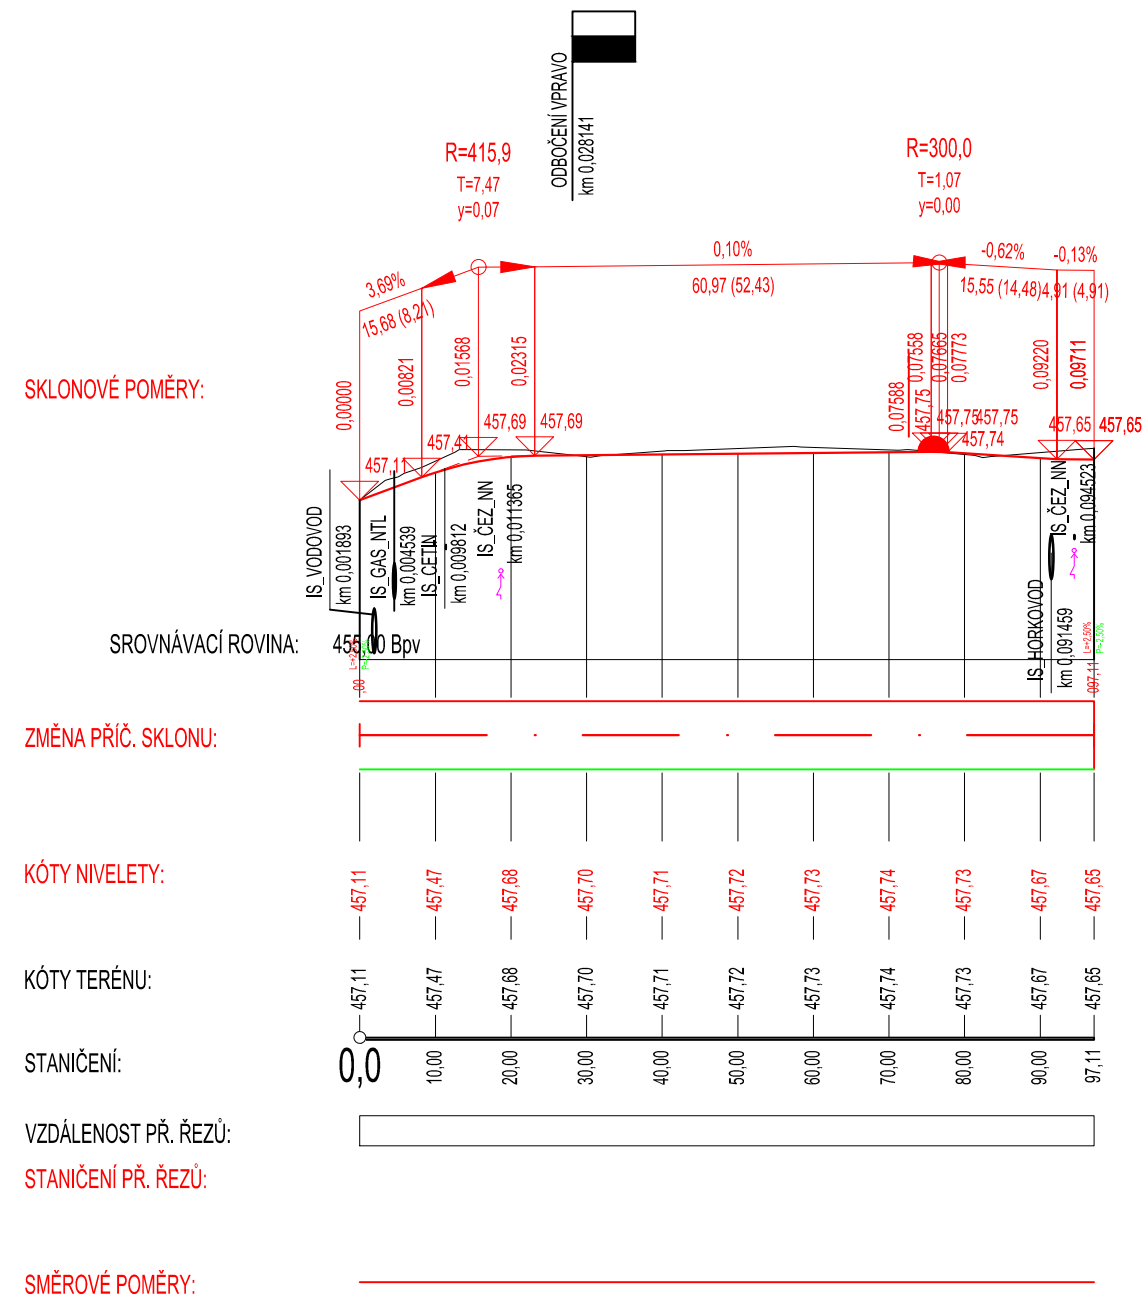 ODBOČENÍ VPRAVO
km 0,028141
R=415,9
T=7,47
y=0,07
R=300,0
T=1,07
y=0,00
3,69%
15,68 (8,21)
0,10%
60,97 (52,43)
-0,62%
15,55 (14,48)
-0,13%
4,91 (4,91)
SKLONOVÉ POMĚRY:
0,00000
0,00821
0,01568
0,02315
0,07588
0,07558
0,07665
0,07773
0,09220
0,09711
457,11
457,41
457,69
457,69
457,75
457,75
457,75
457,74
457,65
457,65
IS_VODOVOD
km 0,001893
IS_GAS_NTL
km 0,004539
IS_CETIN
km 0,009812
IS_ČEZ_NN
km 0,011365
IS_HORKOVOD
km 0,091459
IS_ČEZ_NN
km 0,094523
SROVNÁVACÍ ROVINA: 455,00 Bpv
,00
097,11
L=+2,50%
P=-2,50%
ZMĚNA PŘÍČ. SKLONU:
KÓTY NIVELETY: 457,11 457,47 457,68 457,70 457,71 457,72 457,73 457,74 457,73 457,67 457,65
KÓTY TERÉNU: 457,11 457,47 457,68 457,70 457,71 457,72 457,73 457,74 457,73 457,67 457,65
STANIČENÍ: 0,0 10,00 20,00 30,00 40,00 50,00 60,00 70,00 80,00 90,00 97,11
VZDÁLENOST PŘ. ŘEZŮ:
STANIČENÍ PŘ. ŘEZŮ:
SMĚROVÉ POMĚRY: